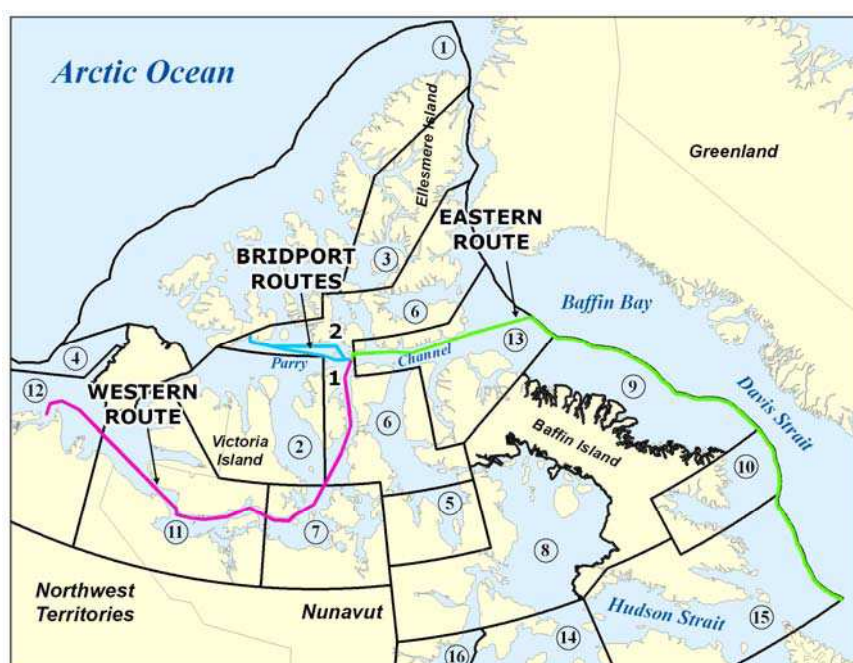 1
Arctic Ocean
Greenland
Ellesmere Island
EASTERN
ROUTE
BRIDPORT
ROUTES
3
6
2
Baffin Bay
13
Channel
4
Parry
1
12
WESTERN
ROUTE
9
Davis Strait
6
Victoria
Island
2
Baffin Island
10
5
11
7
8
Northwest
Territories
Nunavut
Hudson Strait
15
14
16